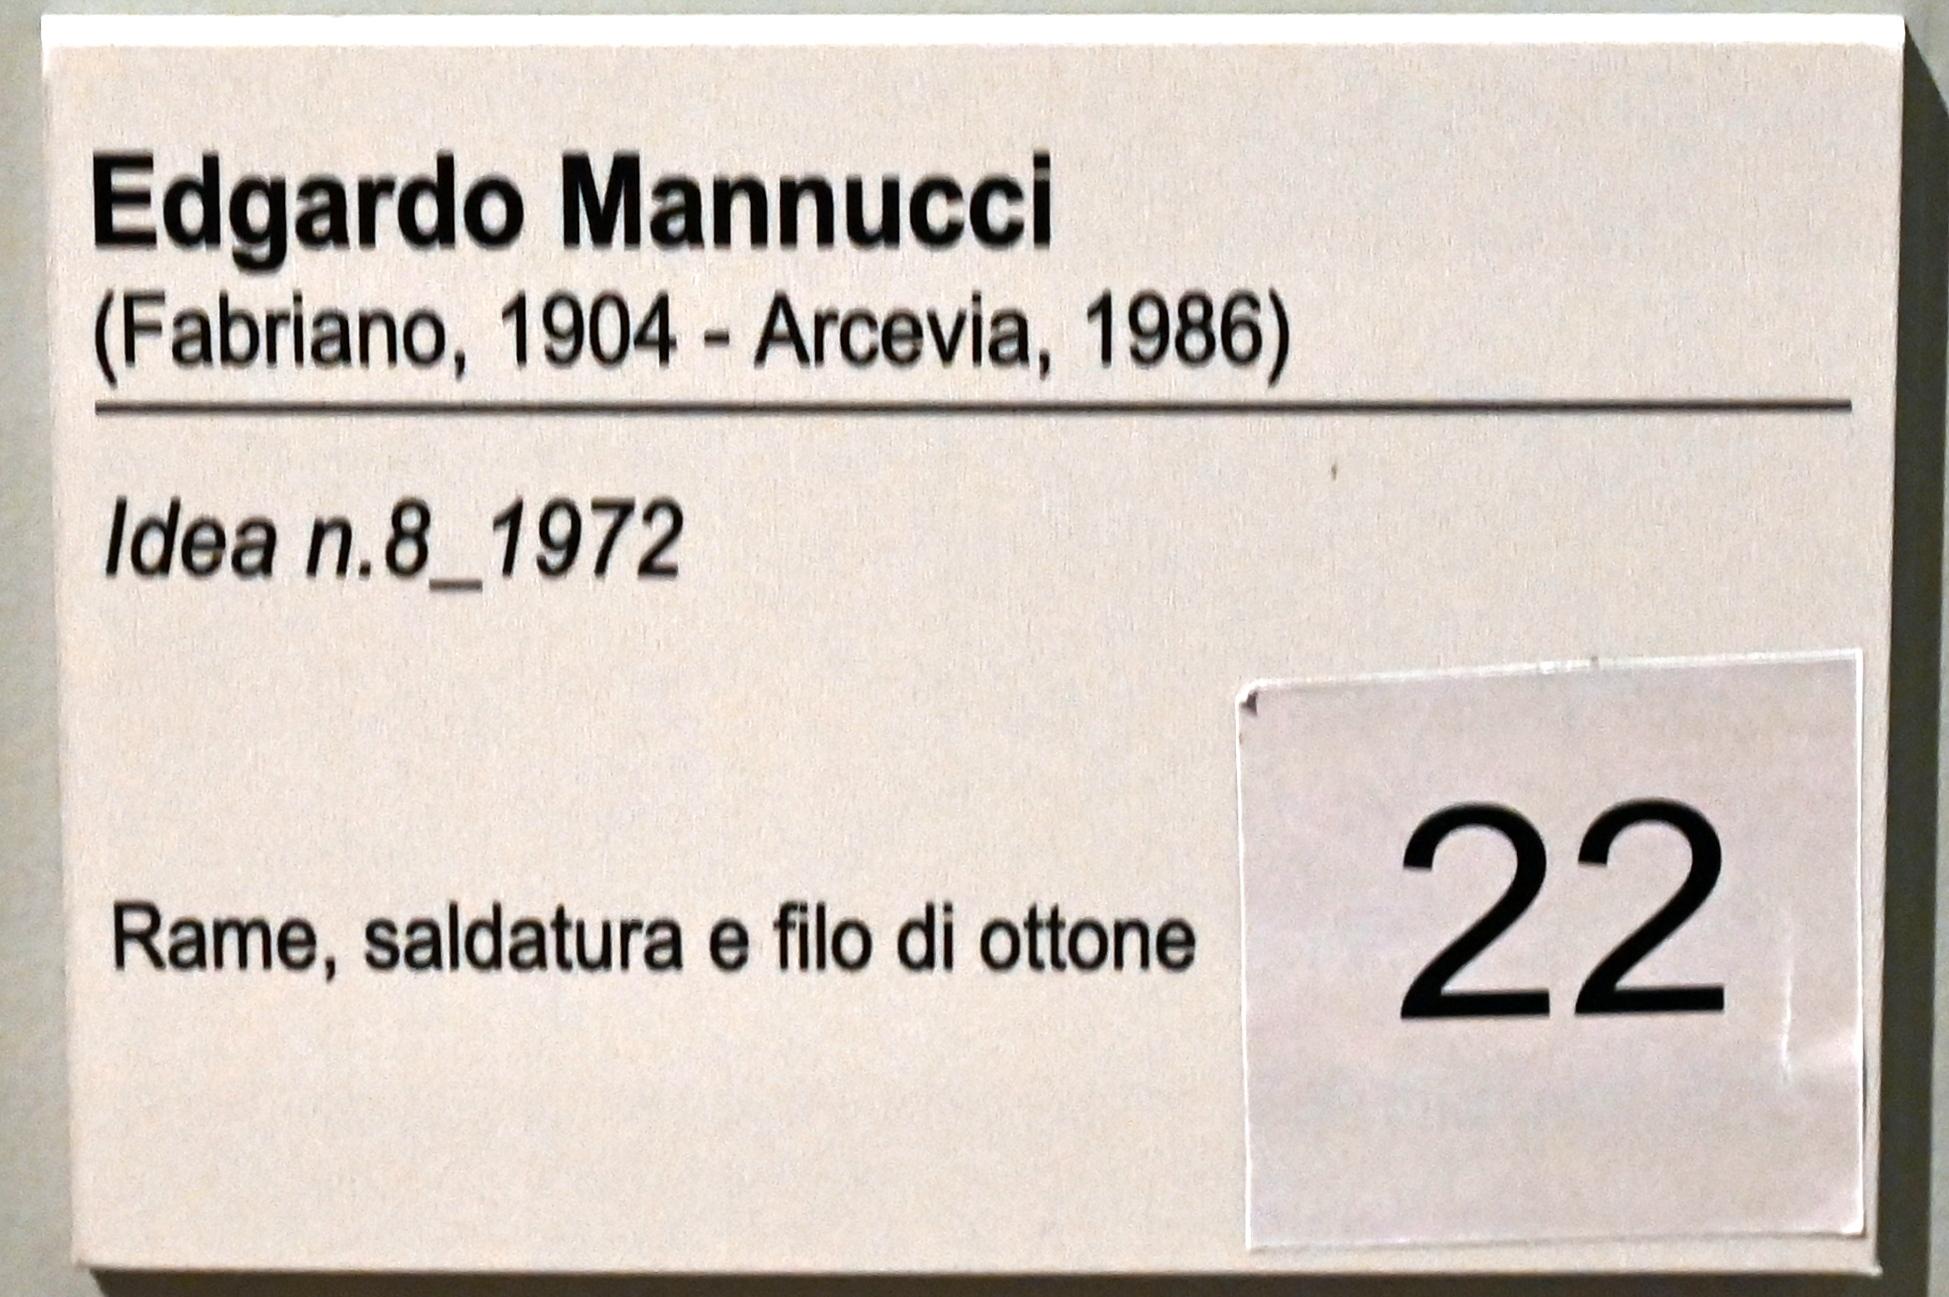 Edgardo Mannucci
(Fabriano, 1904 - Arcevia, 1986)
Idea n.8_1972
Rame, saldatura e filo di ottone
22